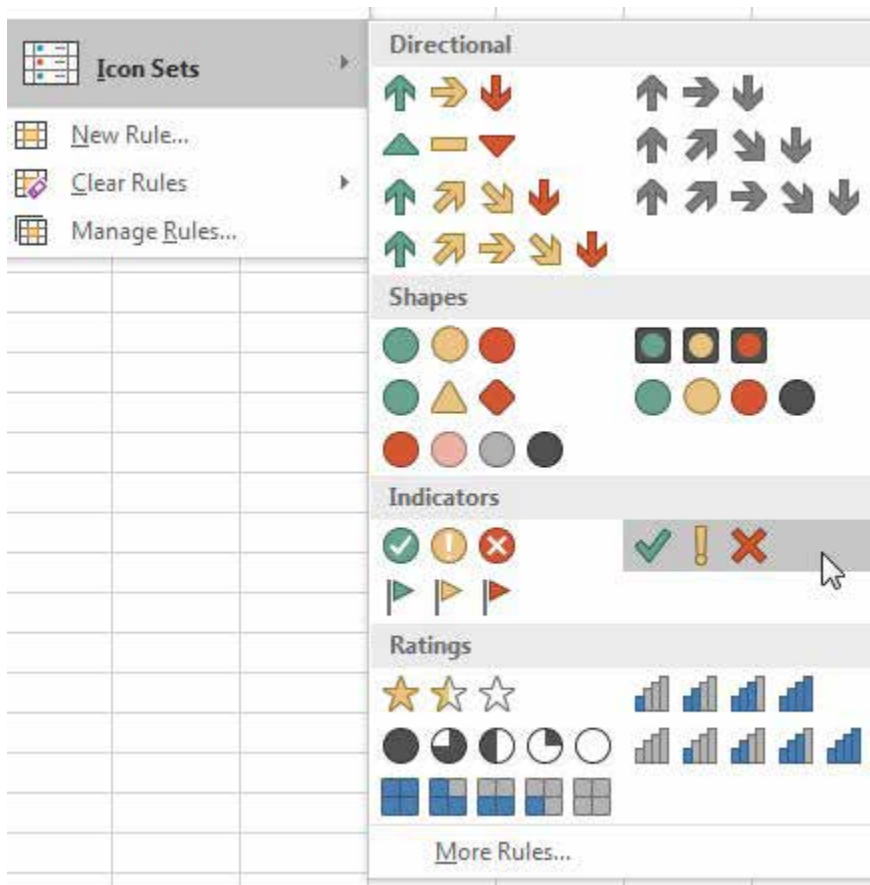 Icon Sets
New Rule...
Clear Rules
Manage Rules...
Directional
Shapes
Indicators
Ratings
More Rules...